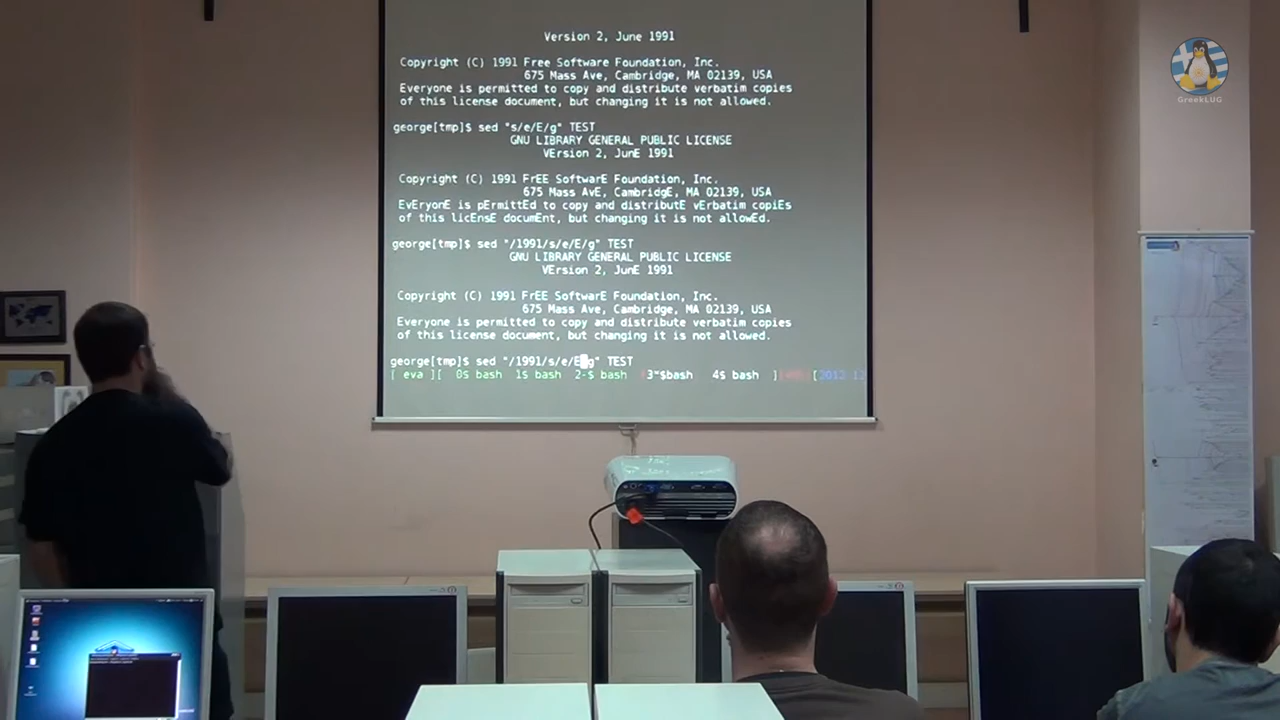 Version 2, June 1991
Copyright (C) 1991 Free Software Foundation, Inc.
675 Mass Ave, Cambridge, MA 02139, USA
Everyone is permitted to copy and distribute verbatim copies
of this license document, but changing it is not allowed.
george[tmp]$ sed "s/e/E/g" TEST
GNU LIBRARY GENERAL PUBLIC LICENSE
VErsion 2, JunE 1991
Copyright (C) 1991 FrEE SoftwarE Foundation, Inc.
675 Mass AvE, CambridgE, MA 02139, USA
EvEryonE is pErmittEd to copy and distributE vErbatim copiEs
of this licEnsE documEnt, but changing it is not allowEd.
george[tmp]$ sed "/1991/s/e/E/g" TEST
GNU LIBRARY GENERAL PUBLIC LICENSE
VErsion 2, JunE 1991
Copyright (C) 1991 FrEE SoftwarE Foundation, Inc.
675 Mass Ave, Cambridge, MA 02139, USA
Everyone is permitted to copy and distribute verbatim copies
of this license document, but changing it is not allowed.
george[tmp]$ sed "/1991/s/e/E/g" TEST
[ eva ][ 0$ bash 1$ bash 2-$ bash (3*$bash 4$ bash ] [2012-12
GreekLUG